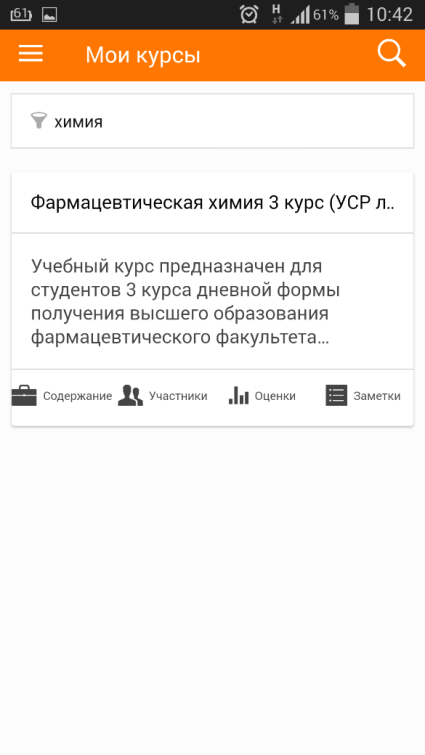 61 Н 61% 10:42
Мои курсы
химия
Фармацевтическая химия 3 курс (УСР л..
Учебный курс предназначен для
студентов 3 курса дневной формы
получения высшего образования
фармацевтического факультета...
Содержание Участники Оценки Заметки